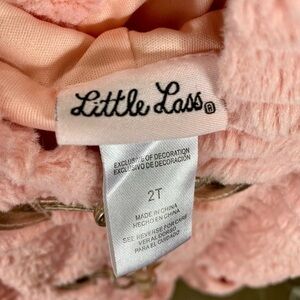 Little Lass®
EXCLUSIVE OF DECORATION
EXCLUSIVO DE DECORACIÓN
2T
MADE IN CHINA
HECHO EN CHINA
SEE REVERSE FOR CARE
VER AL DORSO
PARA EL CUIDADO